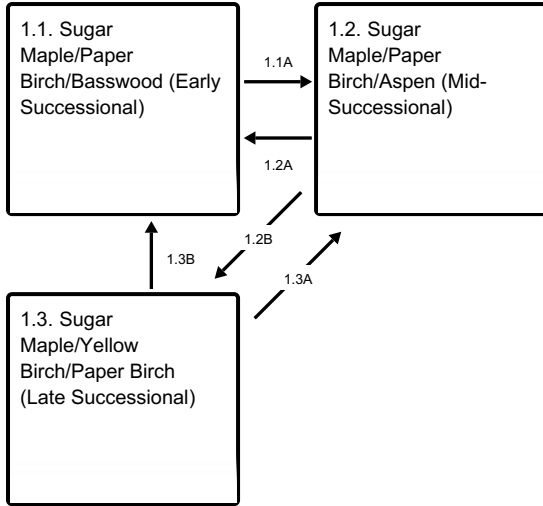 1.1. Sugar
Maple/Paper
Birch/Basswood (Early
Successional)
1.1A
1.2. Sugar
Maple/Paper
Birch/Aspen (Mid-
Successional)
1.2A
1.2B
1.3B
1.3A
1.3. Sugar
Maple/Yellow
Birch/Paper Birch
(Late Successional)